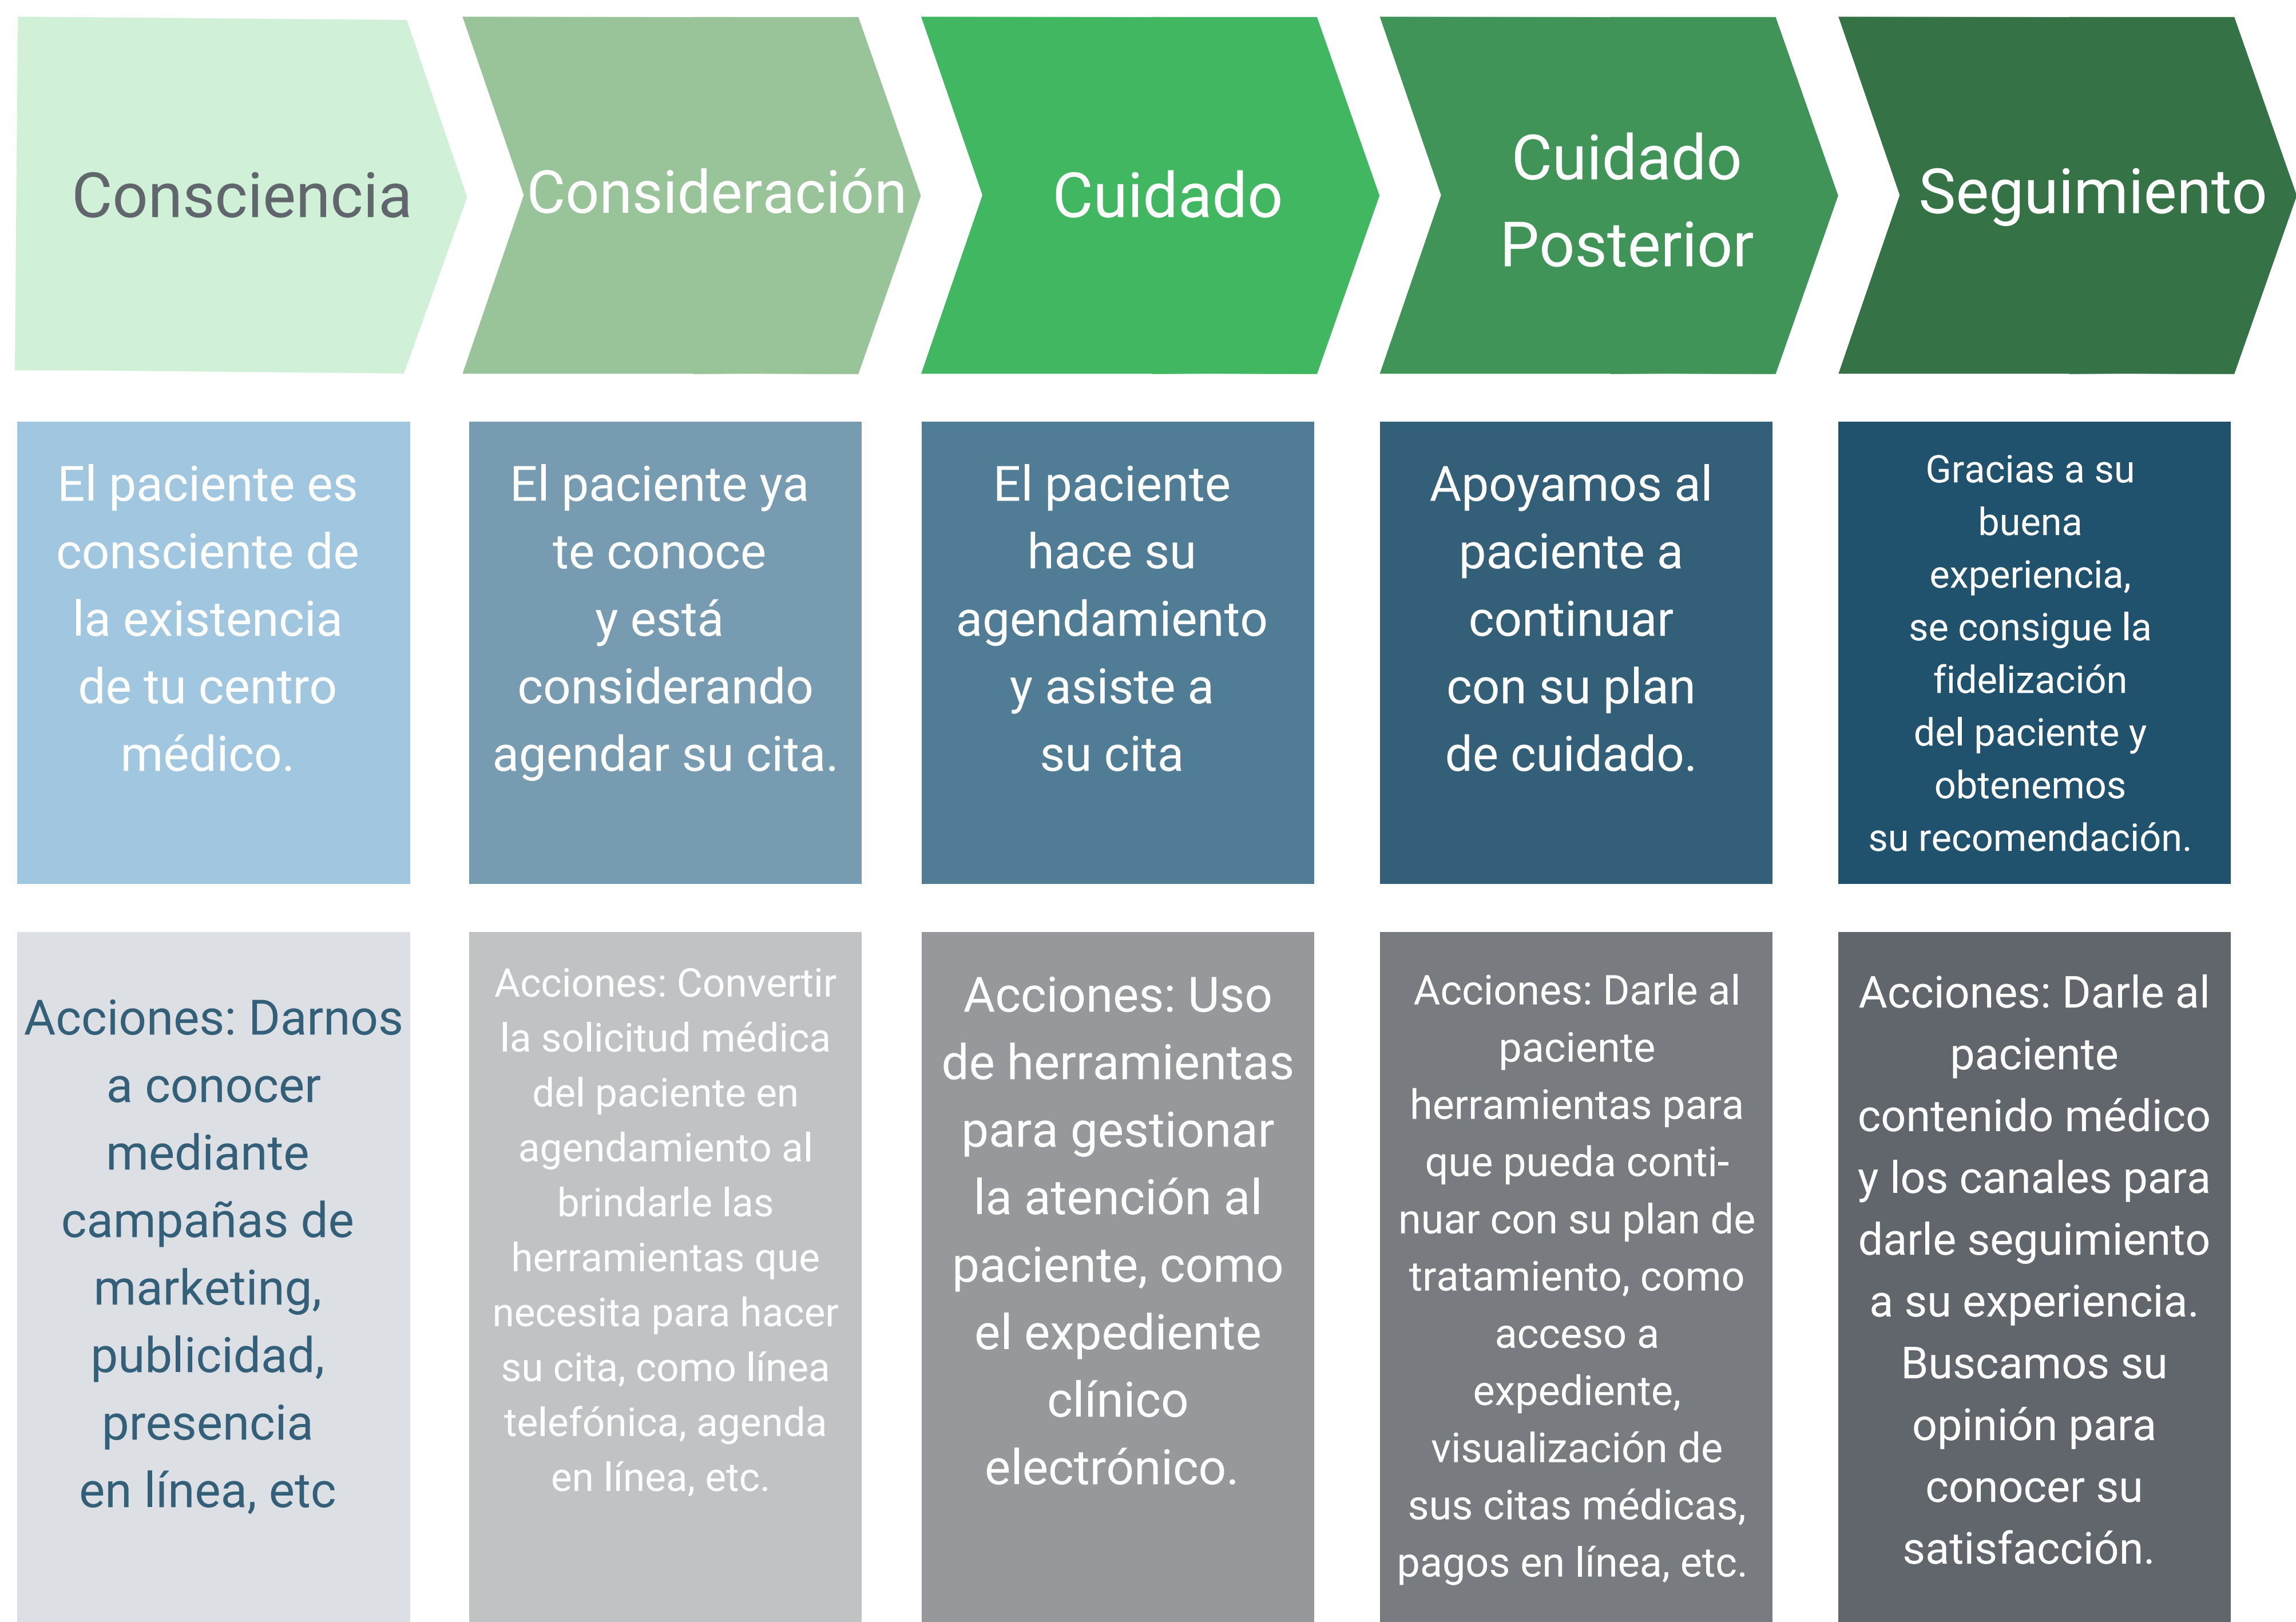 Consciencia
Consideración
Cuidado
Cuidado
Posterior
Seguimiento
El paciente es
consciente de
la existencia
de tu centro
médico.
El paciente ya
te conoce
y está
considerando
agendar su cita.
El paciente
hace su
agendamiento
y asiste a
su cita
Apoyamos al
paciente a
continuar
con su plan
de cuidado.
Gracias a su
buena
experiencia,
se consigue la
fidelización
del paciente y
obtenemos
su recomendación.
Acciones: Darnos
a conocer
mediante
campañas de
marketing,
publicidad,
presencia
en línea, etc
Acciones: Convertir
la solicitud médica
del paciente en
agendamiento al
brindarle las
herramientas que
necesita para hacer
su cita, como línea
telefónica, agenda
en línea, etc.
Acciones: Uso
de herramientas
para gestionar
la atención al
paciente, como
el expediente
clínico
electrónico.
Acciones: Darle al
paciente
herramientas para
que pueda conti-
nuar con su plan de
tratamiento, como
acceso a
expediente,
visualización de
sus citas médicas,
pagos en línea, etc.
Acciones: Darle al
paciente
contenido médico
y los canales para
darle seguimiento
a su experiencia.
Buscamos su
opinión para
conocer su
satisfacción.